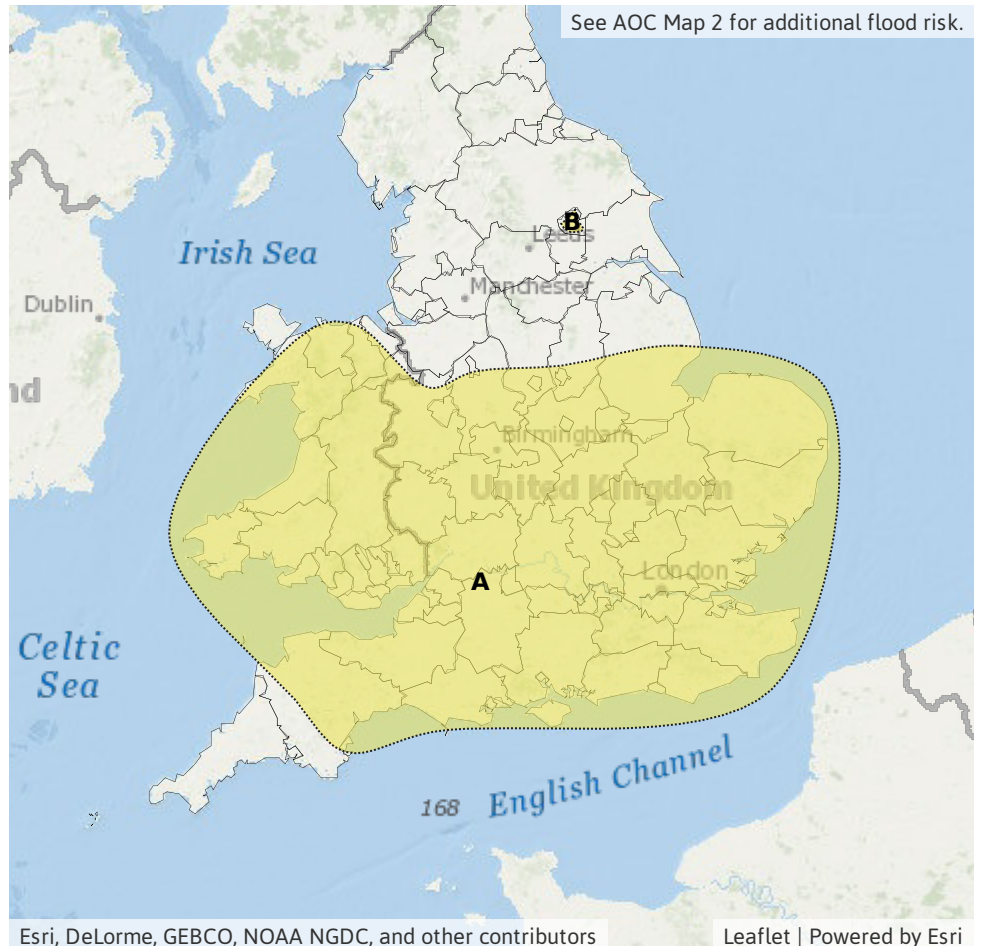 See AOC Map 2 for additional flood risk.
B
Leeds
Irish Sea
Manchester
Dublin
nd
Birmingham
United Kingdom
London
A
Celtic
Sea
English Channel
168
Esri, DeLorme, GEBCO, NOAA NGDC, and other contributors
Leaflet | Powered by Esri